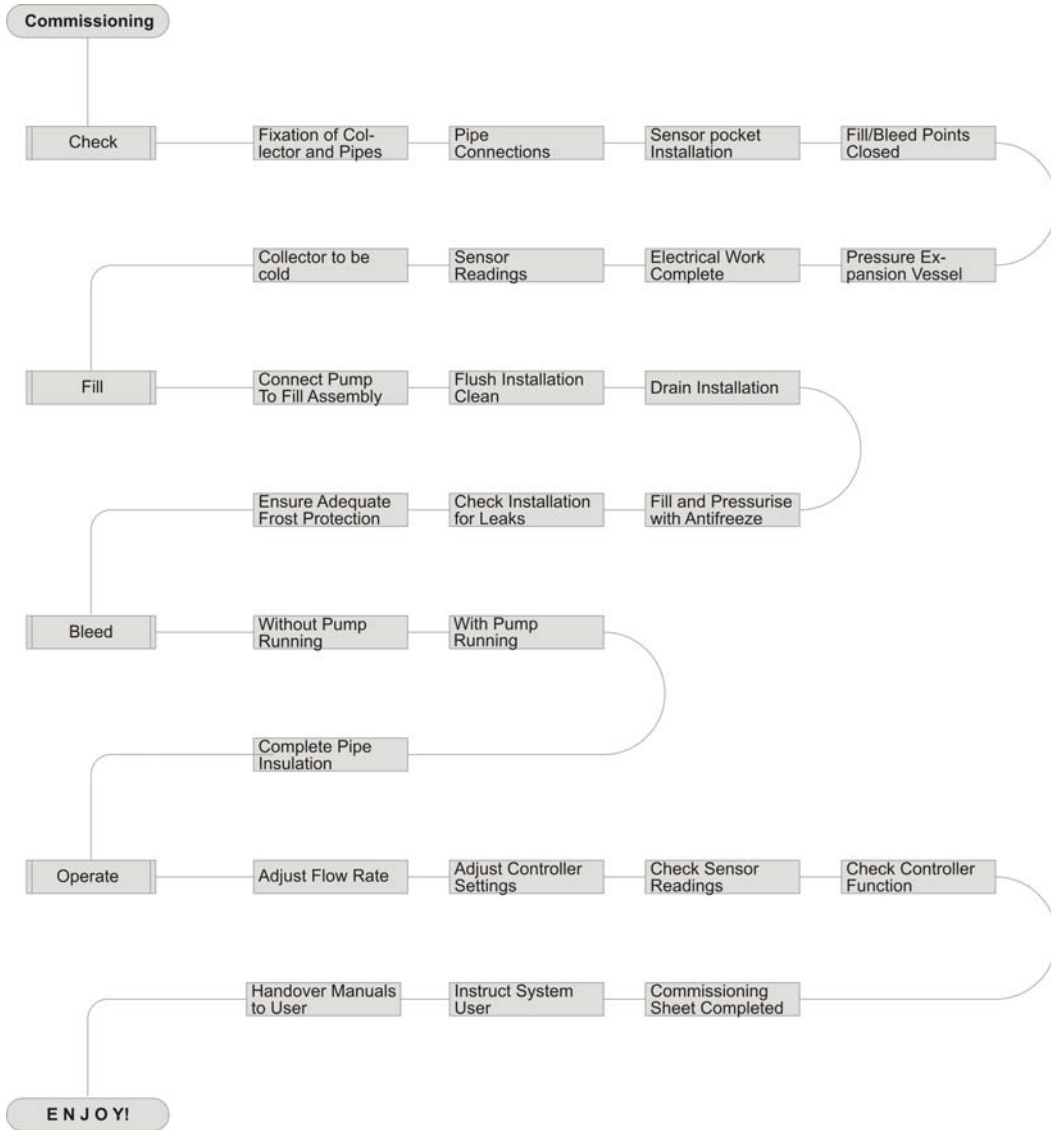 Commissioning
Check
Fixation of Col-
lector and Pipes
Pipe
Connections
Sensor pocket
Installation
Fill/Bleed Points
Closed
Collector to be
cold
Sensor
Readings
Electrical Work
Complete
Pressure Ex-
pansion Vessel
Fill
Connect Pump
To Fill Assembly
Flush Installation
Clean
Drain Installation
Ensure Adequate
Frost Protection
Check Installation
for Leaks
Fill and Pressurise
with Antifreeze
Bleed
Without Pump
Running
With Pump
Running
Complete Pipe
Insulation
Operate
Adjust Flow Rate
Adjust Controller
Settings
Check Sensor
Readings
Check Controller
Function
Handover Manuals
to User
Instruct System
User
Commissioning
Sheet Completed
E N J O Y!